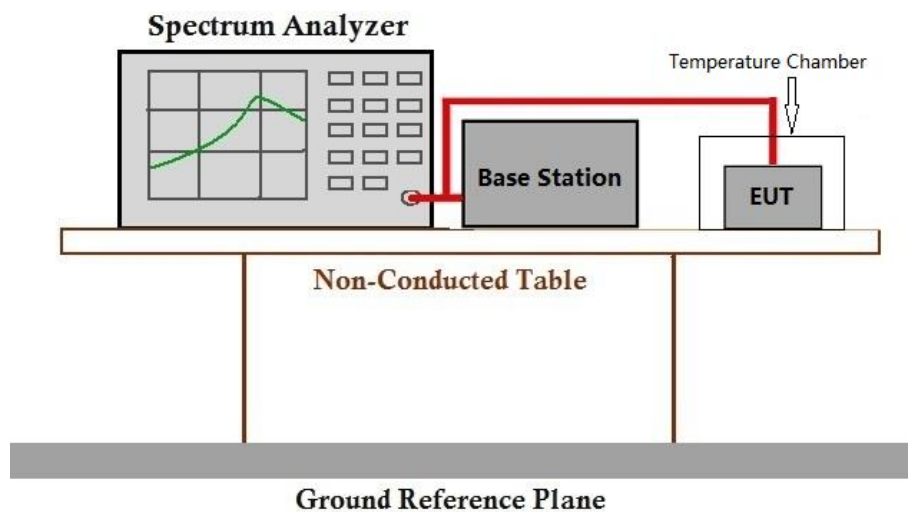 Spectrum Analyzer
Temperature Chamber
Base Station
EUT
Non-Conducted Table
Ground Reference Plane